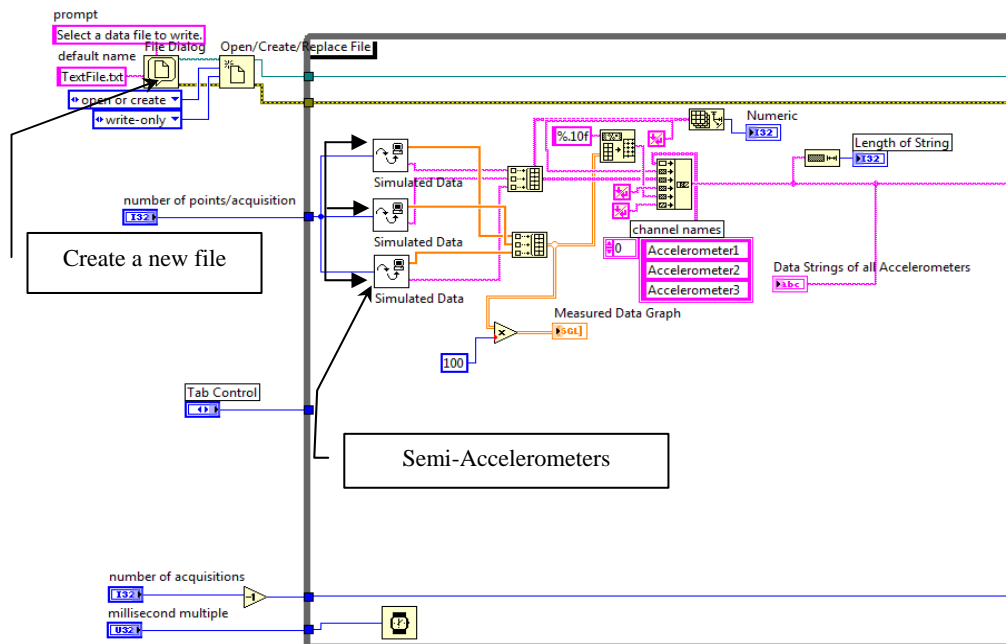 prompt
Select a data file to write.
File Dialog
Open/Create/Replace File
default name
TextFile.txt
open or create
write-only
%.10f
Numeric
I32
Length of String
I32
Simulated Data
number of points/acquisition
I32
Simulated Data
channel names
0
Accelerometer1
Accelerometer2
Accelerometer3
Create a new file
Data Strings of all Accelerometers
abc
Simulated Data
Measured Data Graph
SGL]
x
100
Tab Control
Semi-Accelerometers
number of acquisitions
I32
-1
millisecond multiple
U32